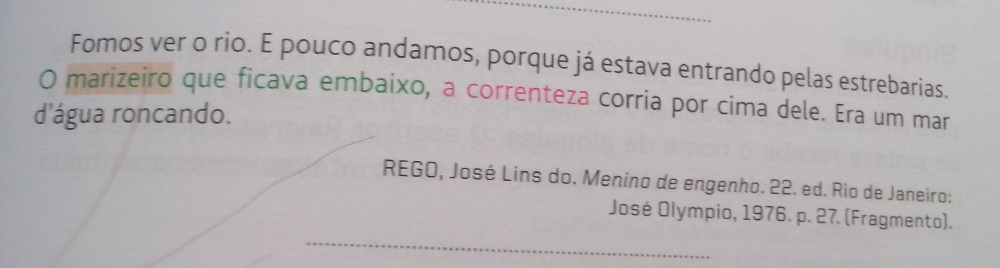 Fomos ver o rio. E pouco andamos, porque já estava entrando pelas estrebarias.
O marizeiro que ficava embaixo, a correnteza corria por cima dele. Era um mar
d'água roncando.
REGO, José Lins do. Menino de engenho. 22. ed. Rio de Janeiro:
José Olympio, 1976. p. 27. (Fragmento).